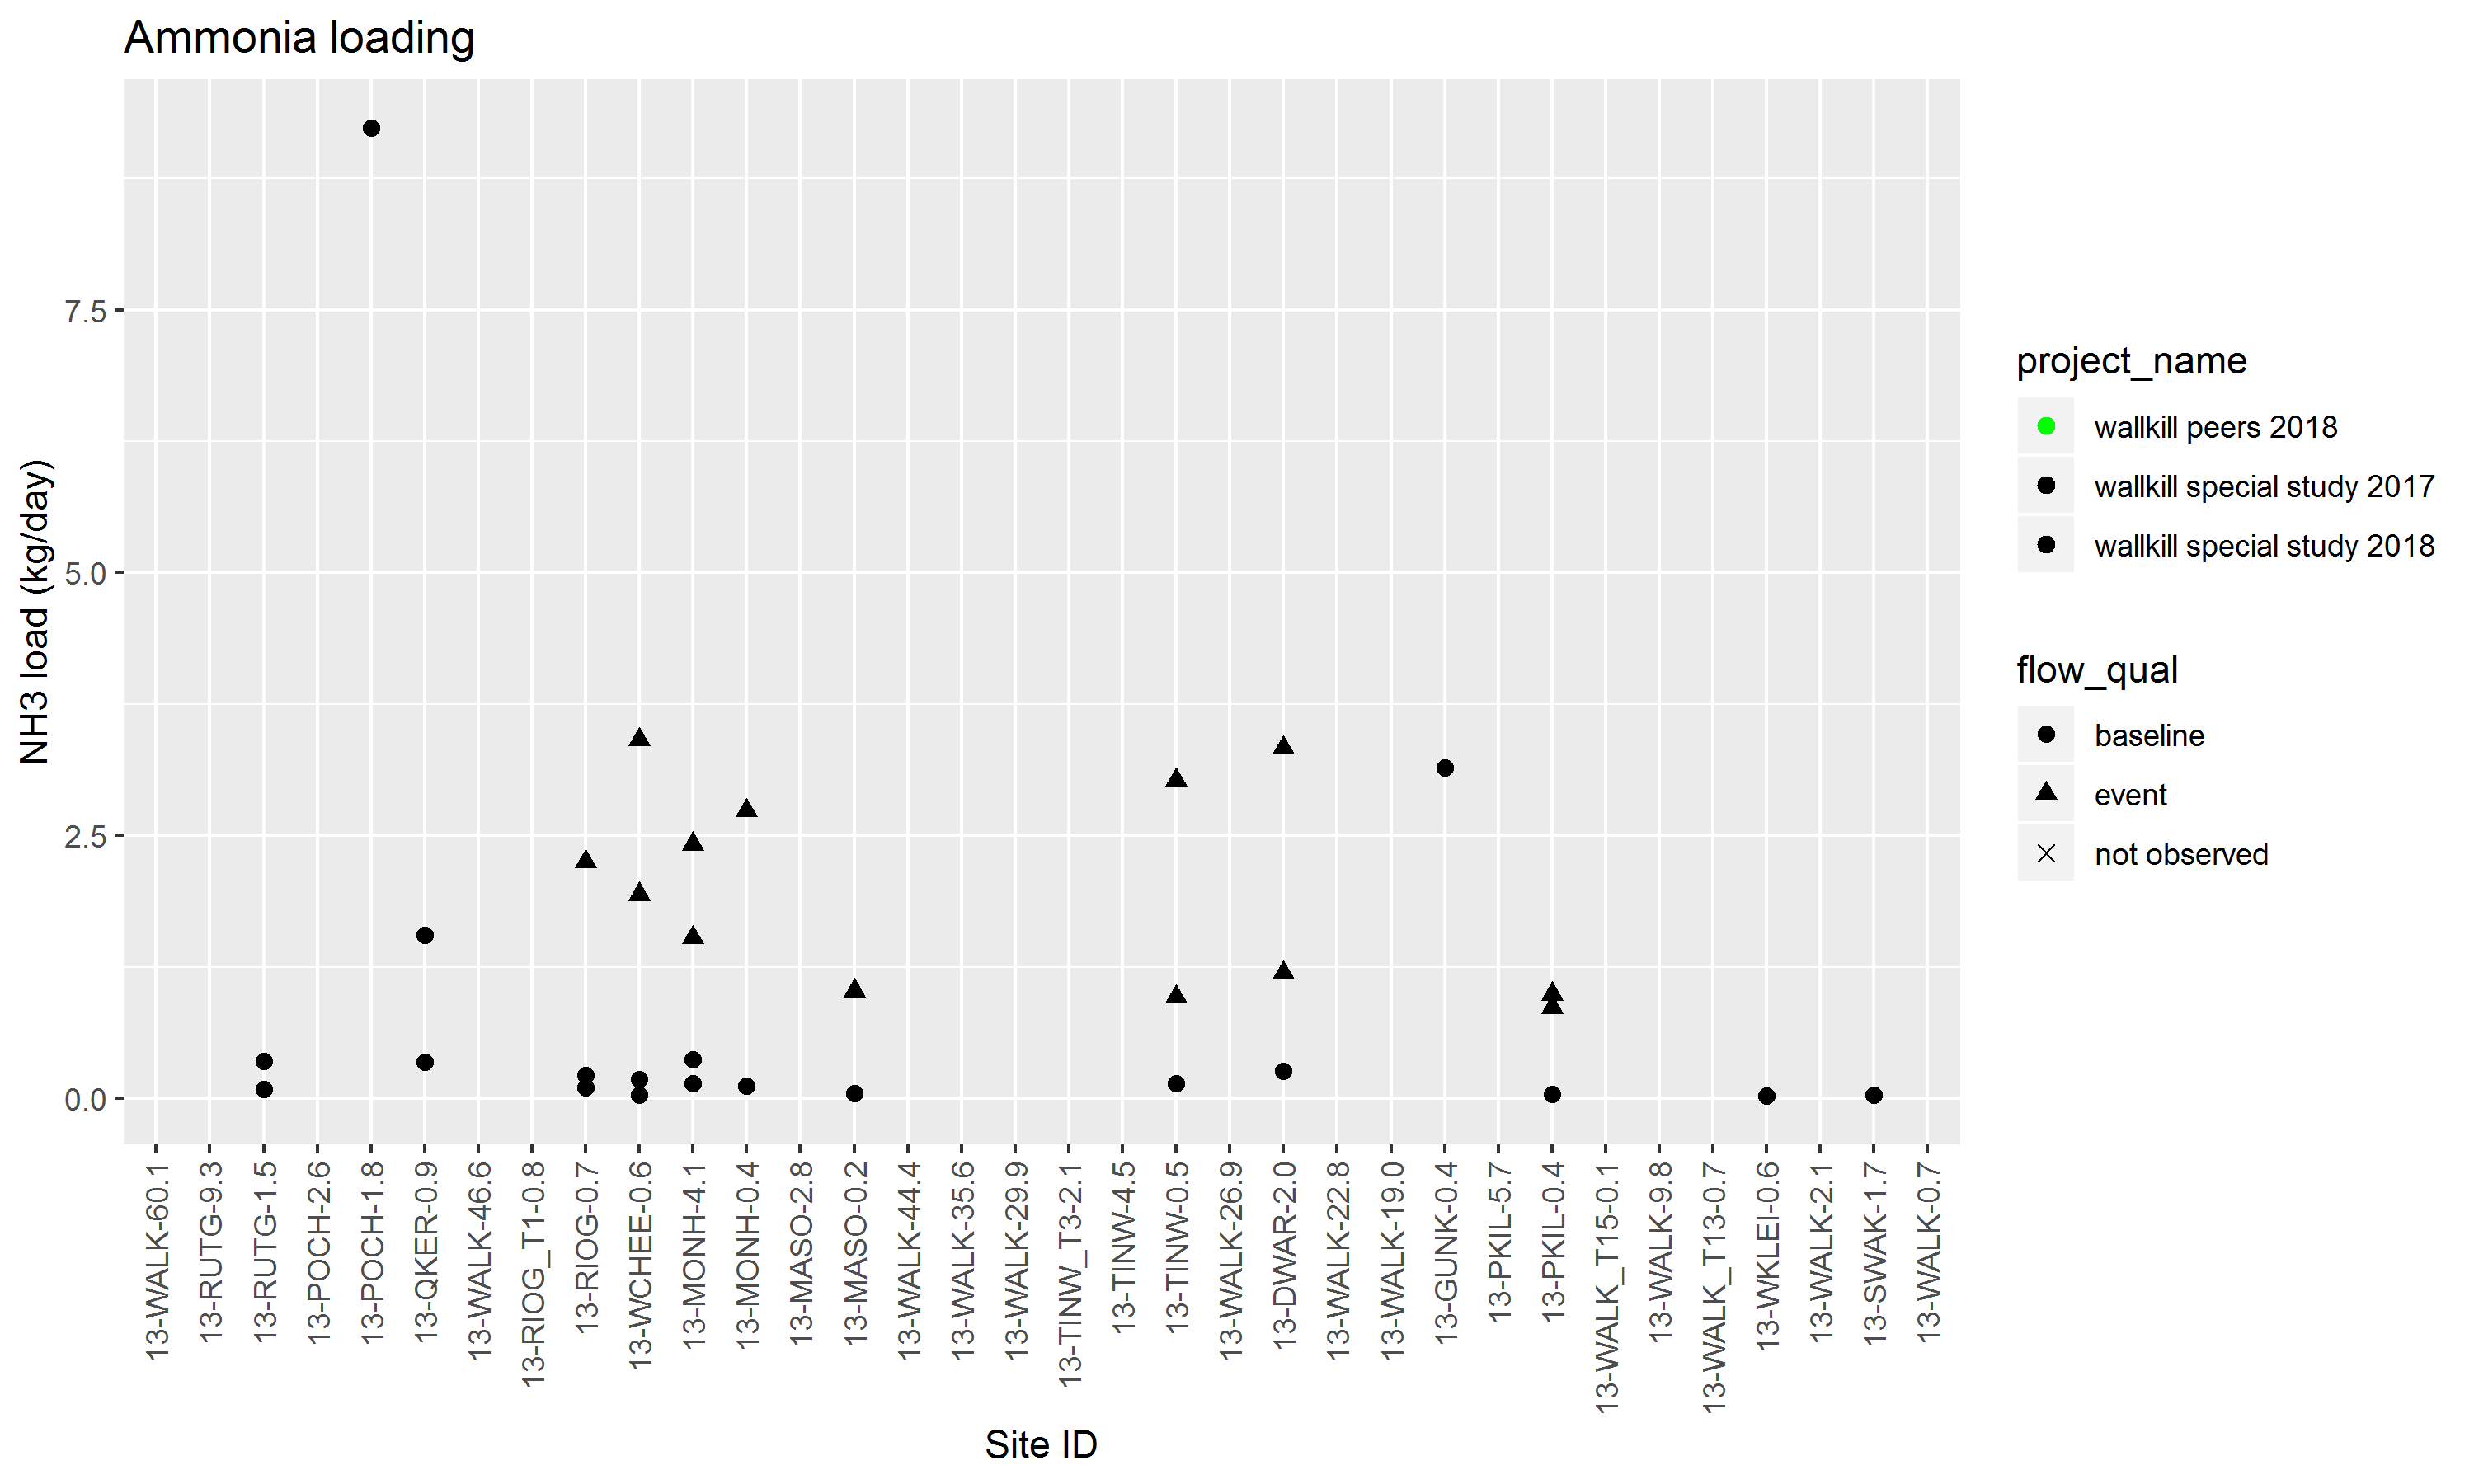 Ammonia loading
NH3 load (kg/day)
7.5
5.0
2.5
0.0
13-WALK-60.1
13-RUTG-9.3
13-RUTG-1.5
13-POCH-2.6
13-POCH-1.8
13-QKER-0.9
13-WALK-46.6
13-RIOG_T1-0.8
13-RIOG-0.7
13-WCHEE-0.6
13-MONH-4.1
13-MONH-0.4
13-MASO-2.8
13-MASO-0.2
13-WALK-44.4
13-WALK-35.6
13-WALK-29.9
13-TINW_T3-2.1
13-TINW-4.5
13-TINW-0.5
13-WALK-26.9
13-DWAR-2.0
13-WALK-22.8
13-WALK-19.0
13-GUNK-0.4
13-PKIL-5.7
13-PKIL-0.4
13-WALK_T15-0.1
13-WALK-9.8
13-WALK_T13-0.7
13-WKLEI-0.6
13-WALK-2.1
13-SWAK-1.7
13-WALK-0.7
Site ID
project_name
wallkill peers 2018
wallkill special study 2017
wallkill special study 2018
flow_qual
baseline
event
not observed